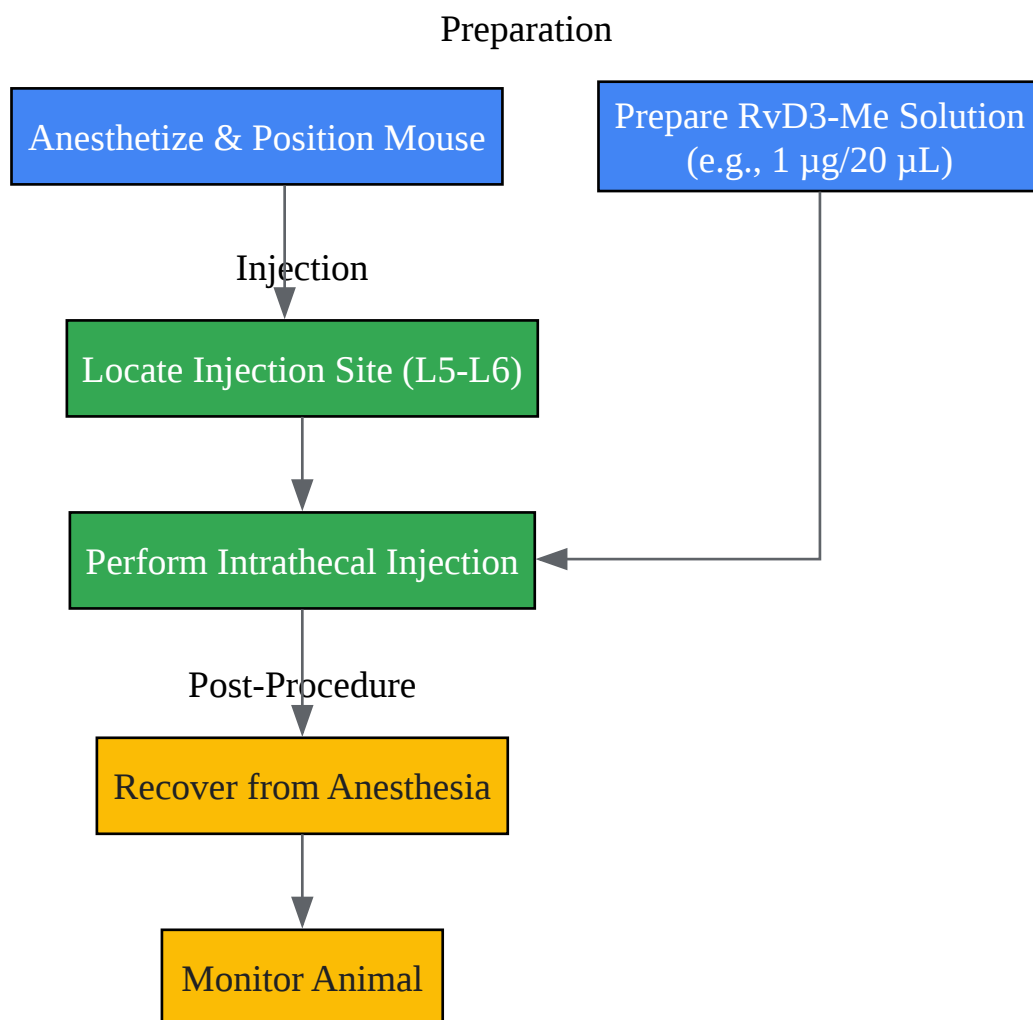 Preparation
Anesthetize & Position Mouse
Prepare RvD3-Me Solution
(e.g., 1 µg/20 µL)
Injection
Locate Injection Site (L5-L6)
Perform Intrathecal Injection
Post-Procedure
Recover from Anesthesia
Monitor Animal